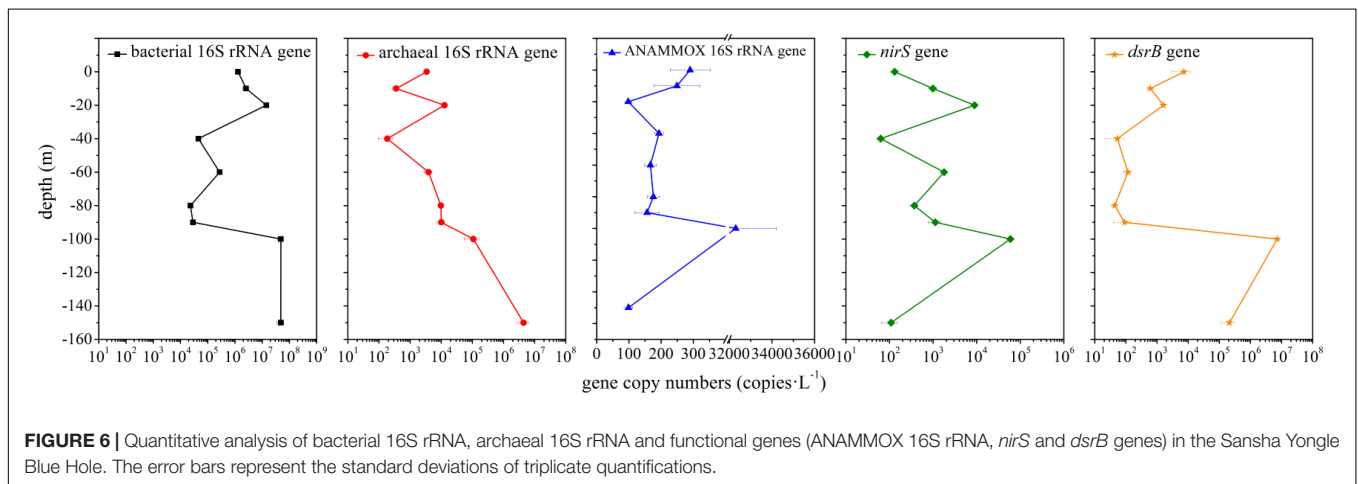 bacterial 16S rRNA gene
archaeal 16S rRNA gene
ANAMMOX 16S rRNA gene
nirS gene
dsrB gene
depth (m)
0
-20
-40
-60
-80
-100
-120
-140
-160
10¹ 10² 10³ 10⁴ 10⁵ 10⁶ 10⁷ 10⁸ 10⁹
10¹ 10² 10³ 10⁴ 10⁵ 10⁶ 10⁷ 10⁸
0 100 200 300 32000 34000 36000
10¹ 10² 10³ 10⁴ 10⁵ 10⁶
10¹ 10² 10³ 10⁴ 10⁵ 10⁶ 10⁷ 10⁸
gene copy numbers (copies·L⁻¹)
FIGURE 6 | Quantitative analysis of bacterial 16S rRNA, archaeal 16S rRNA and functional genes (ANAMMOX 16S rRNA, nirS and dsrB genes) in the Sansha Yongle
Blue Hole. The error bars represent the standard deviations of triplicate quantifications.